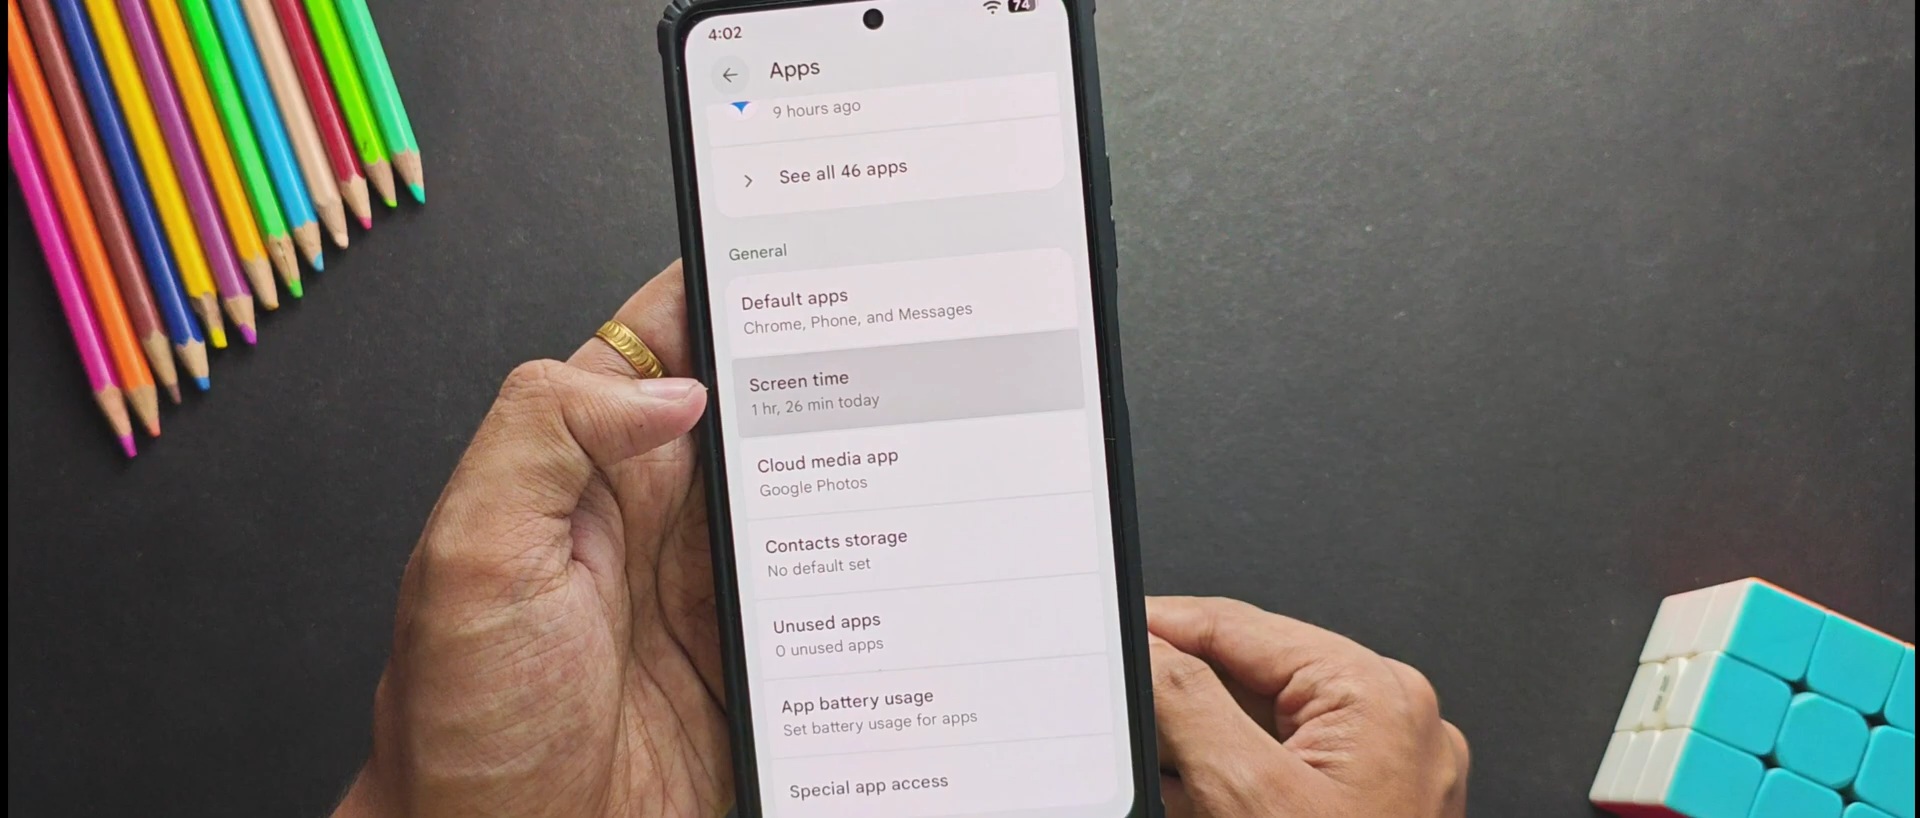 4:02
74
Apps
9 hours ago
See all 46 apps
General
Default apps
Chrome, Phone, and Messages
Screen time
1 hr, 26 min today
Cloud media app
Google Photos
Contacts storage
No default set
Unused apps
0 unused apps
App battery usage
Set battery usage for apps
Special app access